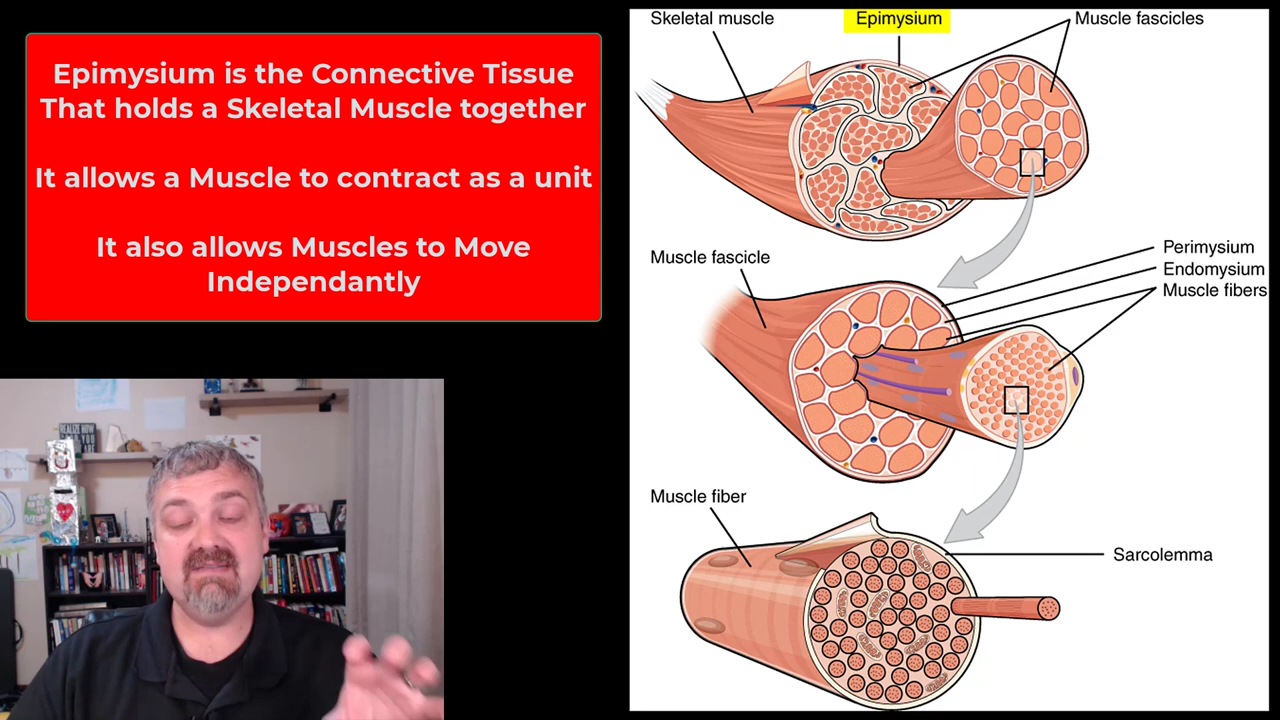 Epimysium is the Connective Tissue
That holds a Skeletal Muscle together
It allows a Muscle to contract as a unit
It also allows Muscles to Move
Independantly
Skeletal muscle
Epimysium
Muscle fascicles
Muscle fascicle
Perimysium
Endomysium
Muscle fibers
Muscle fiber
Sarcolemma